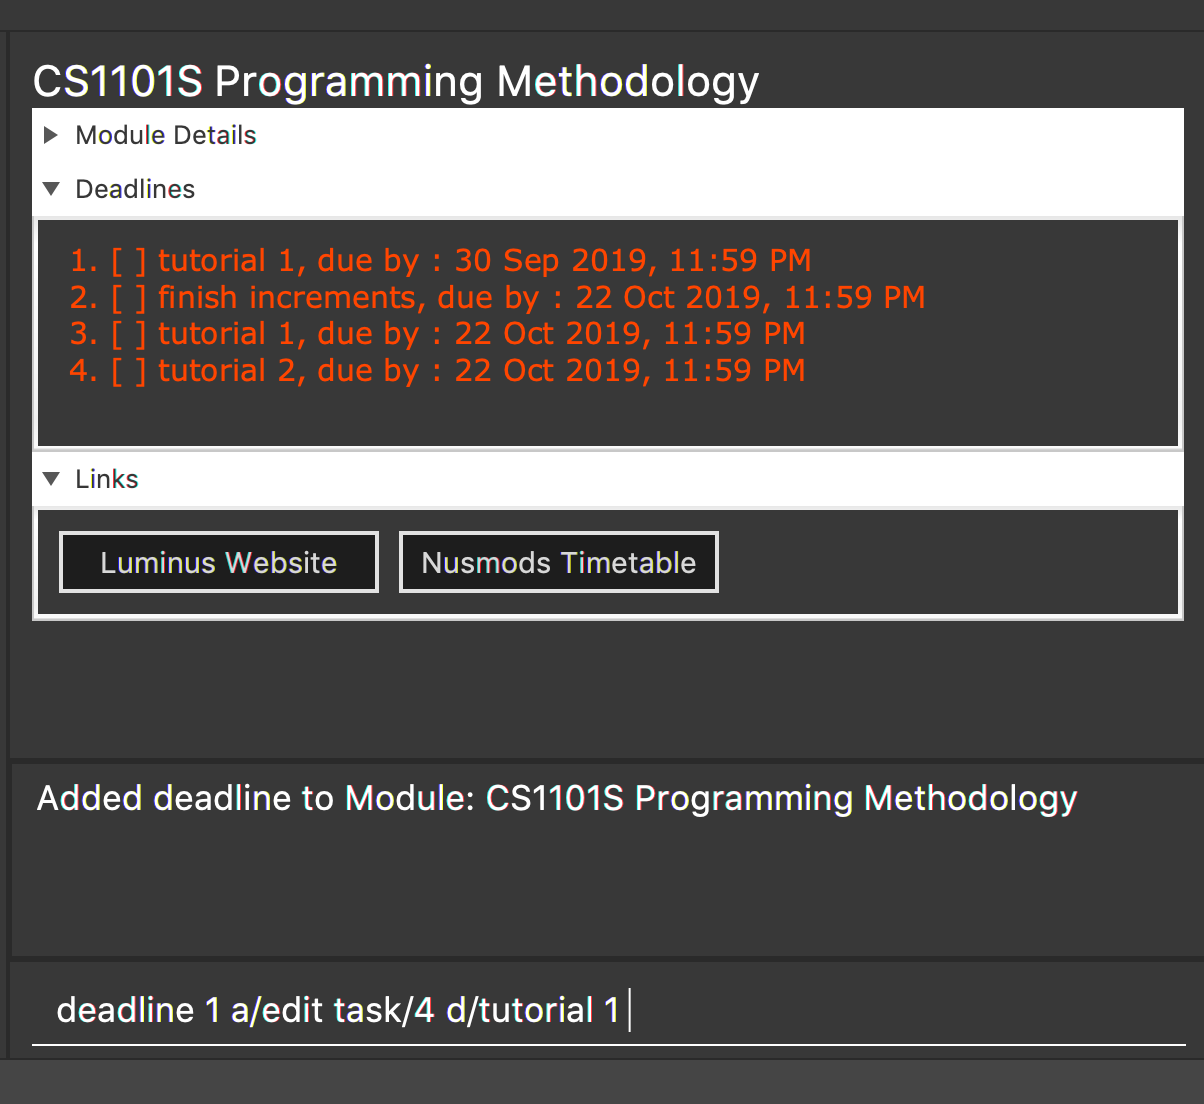 CS1101S Programming Methodology
Module Details
Deadlines
1. [ ] tutorial 1, due by : 30 Sep 2019, 11:59 PM
2. [ ] finish increments, due by : 22 Oct 2019, 11:59 PM
3. [ ] tutorial 1, due by : 22 Oct 2019, 11:59 PM
4. [ ] tutorial 2, due by : 22 Oct 2019, 11:59 PM
Links
Luminus Website Nusmods Timetable
Added deadline to Module: CS1101S Programming Methodology
deadline 1 a/edit task/4 d/tutorial 1